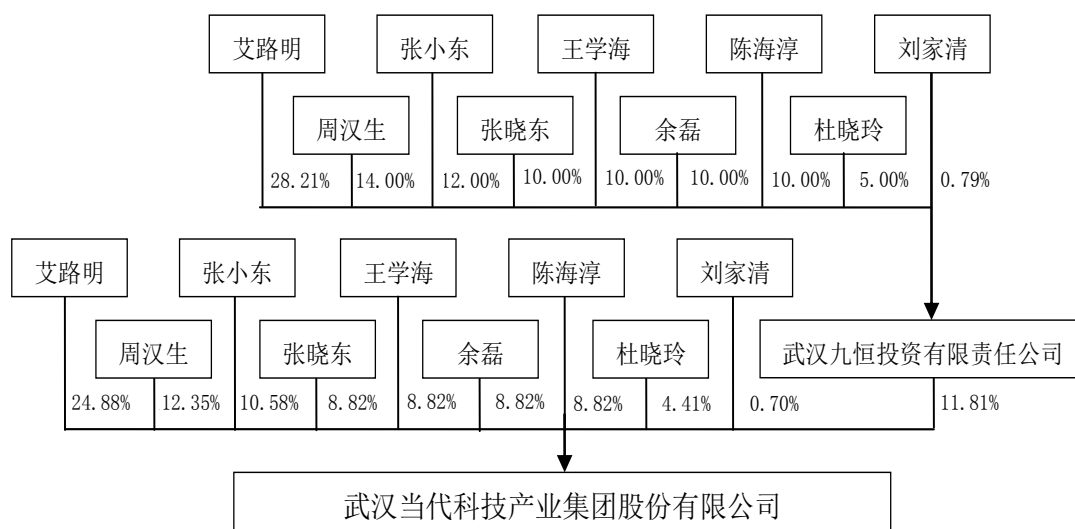 艾路明 张小东 王学海 陈海淳 刘家清
周汉生 张晓东 余磊 杜晓玲
28.21% 14.00% 12.00% 10.00% 10.00% 10.00% 10.00% 5.00% 0.79%
艾路明 张小东 王学海 陈海淳 刘家清
周汉生 张晓东 余磊 杜晓玲 武汉九恒投资有限责任公司
24.88% 12.35% 10.58% 8.82% 8.82% 8.82% 8.82% 4.41% 0.70% 11.81%
武汉当代科技产业集团股份有限公司